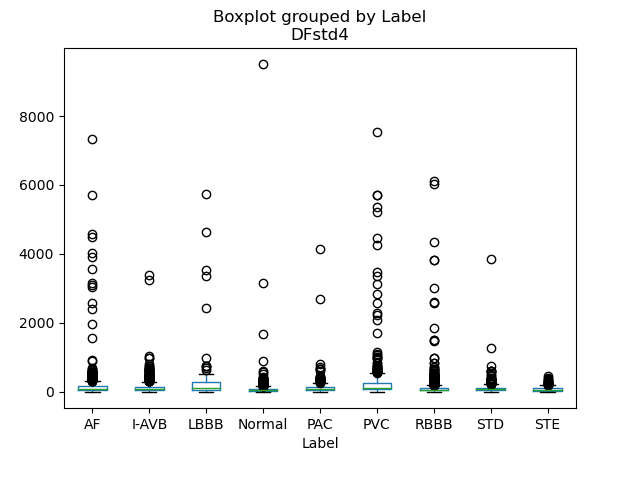 Boxplot grouped by Label
DFstd4
8000
6000
4000
2000
0
AF I-AVB LBBB Normal PAC PVC RBBB STD STE
Label